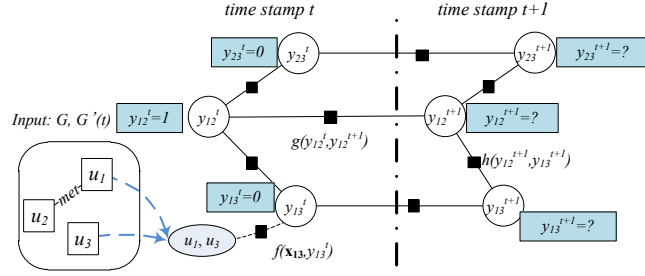 time stamp t
time stamp t+1
y₂₃ᵗ=0
y₂₃ᵗ
y₂₃ᵗ⁺¹
y₂₃ᵗ⁺¹=?
Input: G, G’(t)
y₁₂ᵗ=1
y₁₂ᵗ
y₁₂ᵗ⁺¹
y₁₂ᵗ⁺¹=?
g(y₁₂ᵗ,y₁₂ᵗ⁺¹)
h(y₁₂ᵗ⁺¹,y₁₃ᵗ⁺¹)
u₁
met
u₂
u₃
y₁₃ᵗ=0
y₁₃ᵗ
y₁₃ᵗ⁺¹
y₁₃ᵗ⁺¹=?
u₁, u₃
f(x₁₃,y₁₃ᵗ)